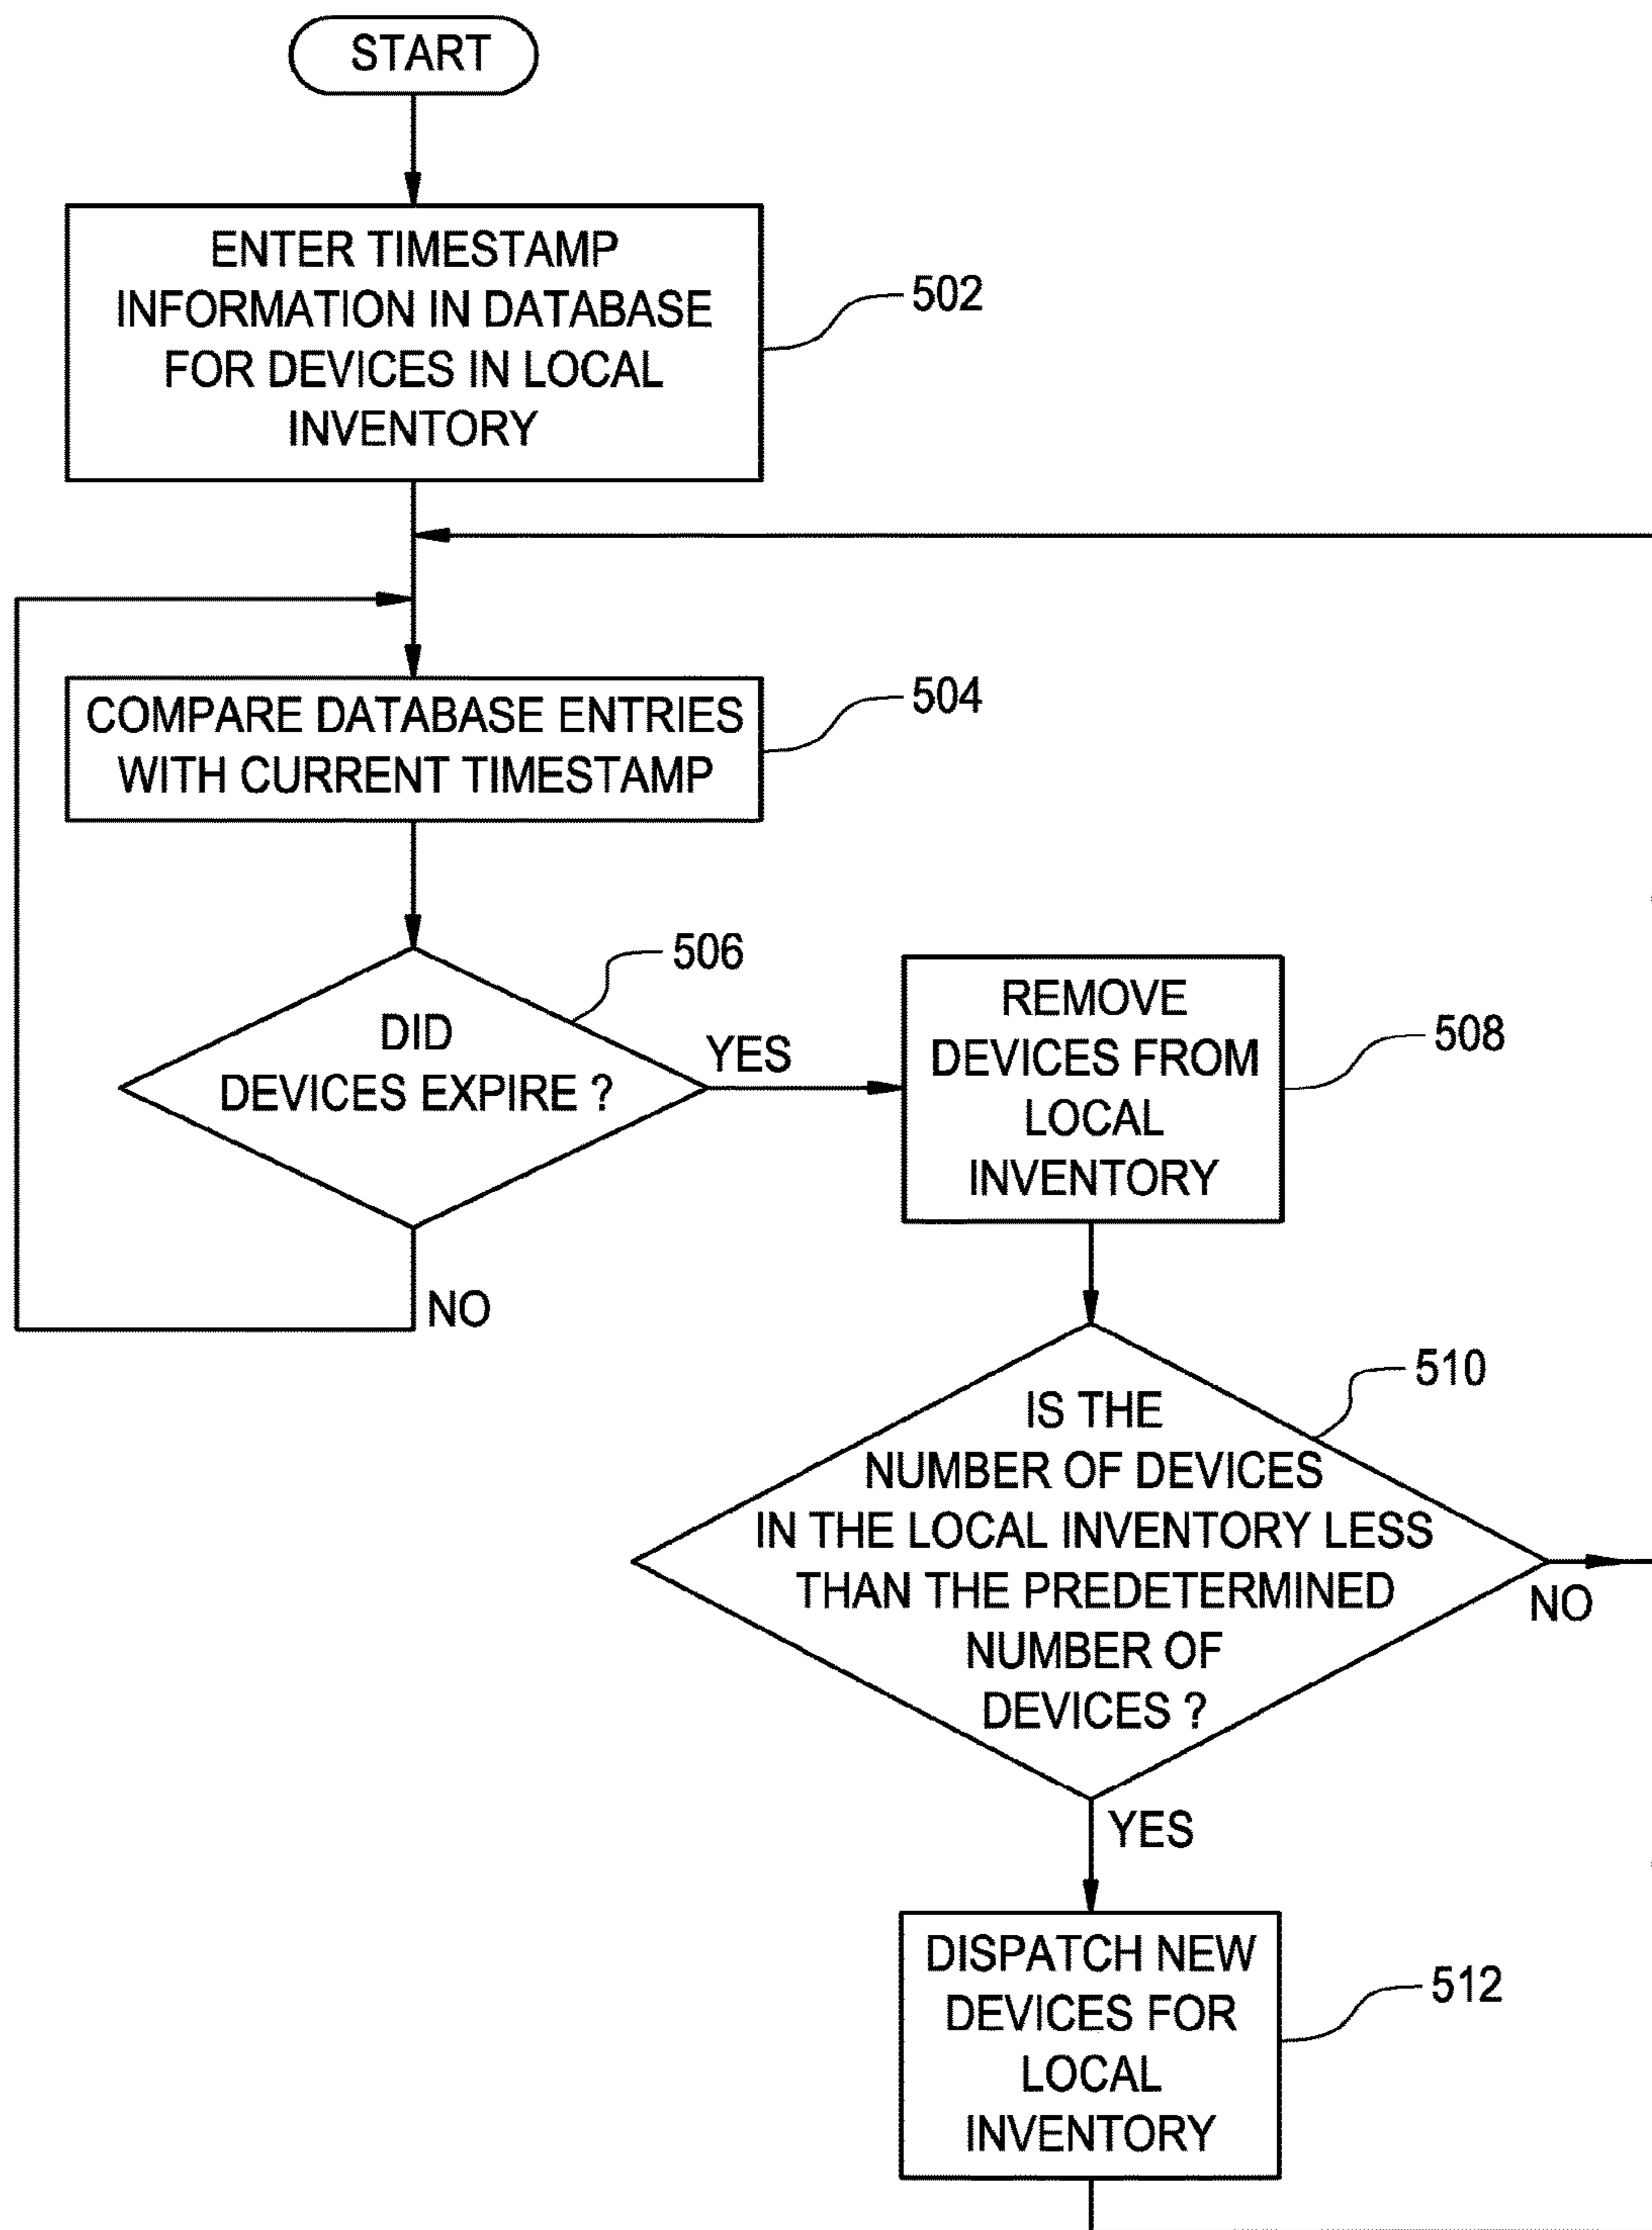 START
ENTER TIMESTAMP
INFORMATION IN DATABASE
FOR DEVICES IN LOCAL
INVENTORY
502
COMPARE DATABASE ENTRIES
WITH CURRENT TIMESTAMP
504
DID
DEVICES EXPIRE ?
506
YES
NO
REMOVE
DEVICES FROM
LOCAL
INVENTORY
508
IS THE
NUMBER OF DEVICES
IN THE LOCAL INVENTORY LESS
THAN THE PREDETERMINED
NUMBER OF
DEVICES ?
510
NO
YES
DISPATCH NEW
DEVICES FOR
LOCAL
INVENTORY
512